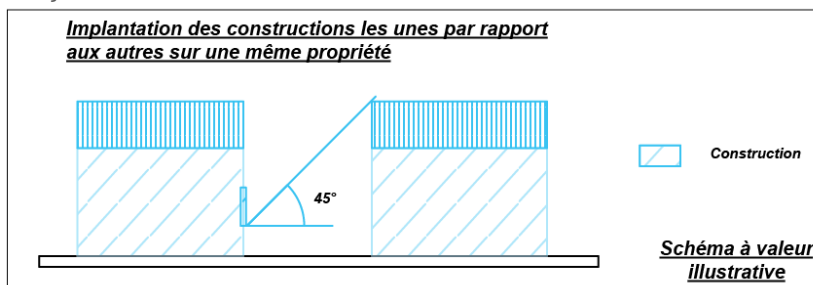 Implantation des constructions les unes par rapport
aux autres sur une même propriété
45°
Construction
Schéma à valeur
illustrative